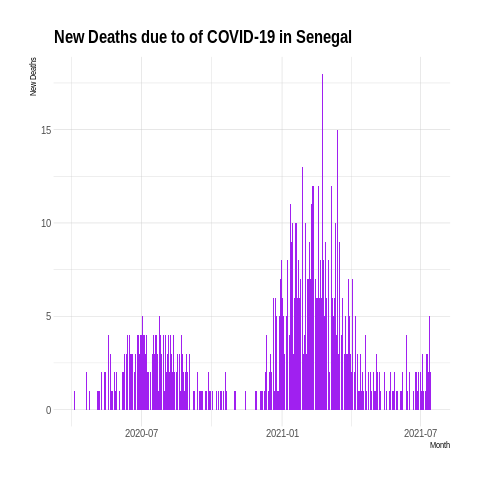 New Deaths due to of COVID-19 in Senegal
New Deaths
15
10
5
0
2020-07
2021-01
2021-07
Month